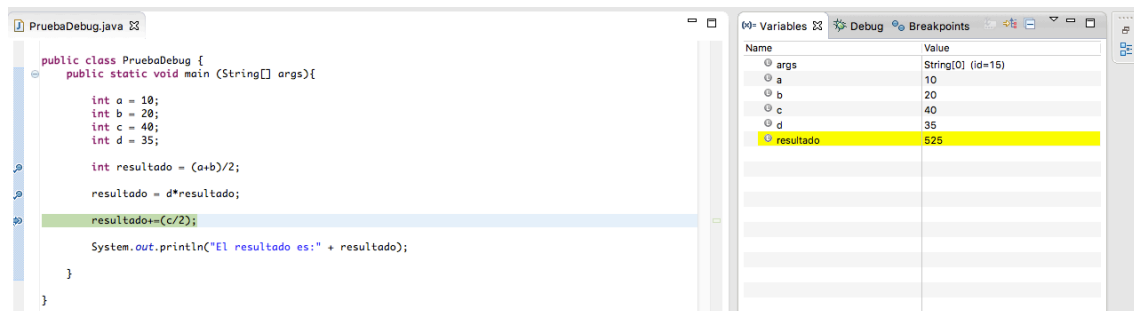 PruebaDebug.java
public class PruebaDebug {
public static void main (String[] args){
int a = 10;
int b = 20;
int c = 40;
int d = 35;
int resultado = (a+b)/2;
resultado = d*resultado;
resultado+=(c/2);
System.out.println("El resultado es:" + resultado);
}
}
(x)= Variables Debug Breakpoints
Name Value
args String[0] (id=15)
a 10
b 20
c 40
d 35
resultado 525